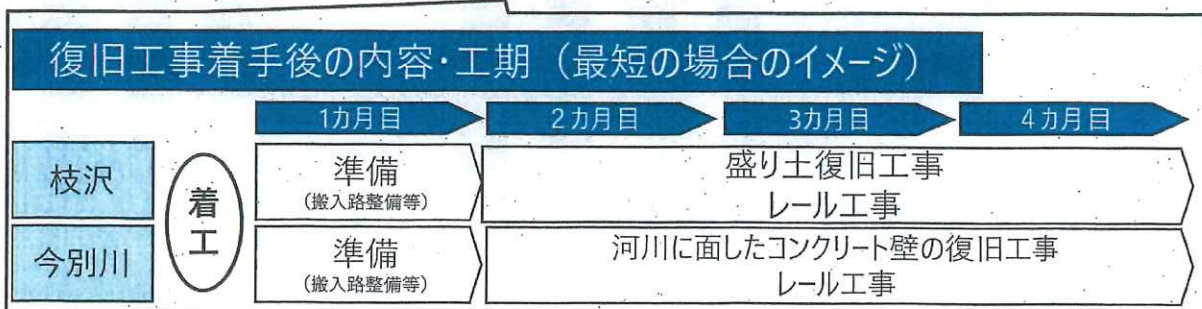 復旧工事着手後の内容・工期（最短の場合のイメージ）
1カ月目 2カ月目 3カ月目 4カ月目
枝沢
着工
準備
（搬入路整備等）
盛り土復旧工事
レール工事
今別川
準備
（搬入路整備等）
河川に面したコンクリート壁の復旧工事
レール工事